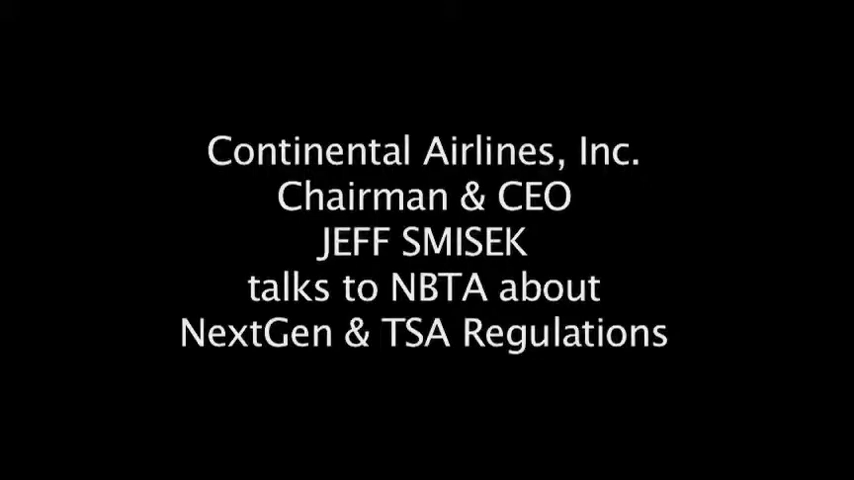 Continental Airlines, Inc.
Chairman & CEO
JEFF SMISEK
talks to NBTA about
NextGen & TSA Regulations